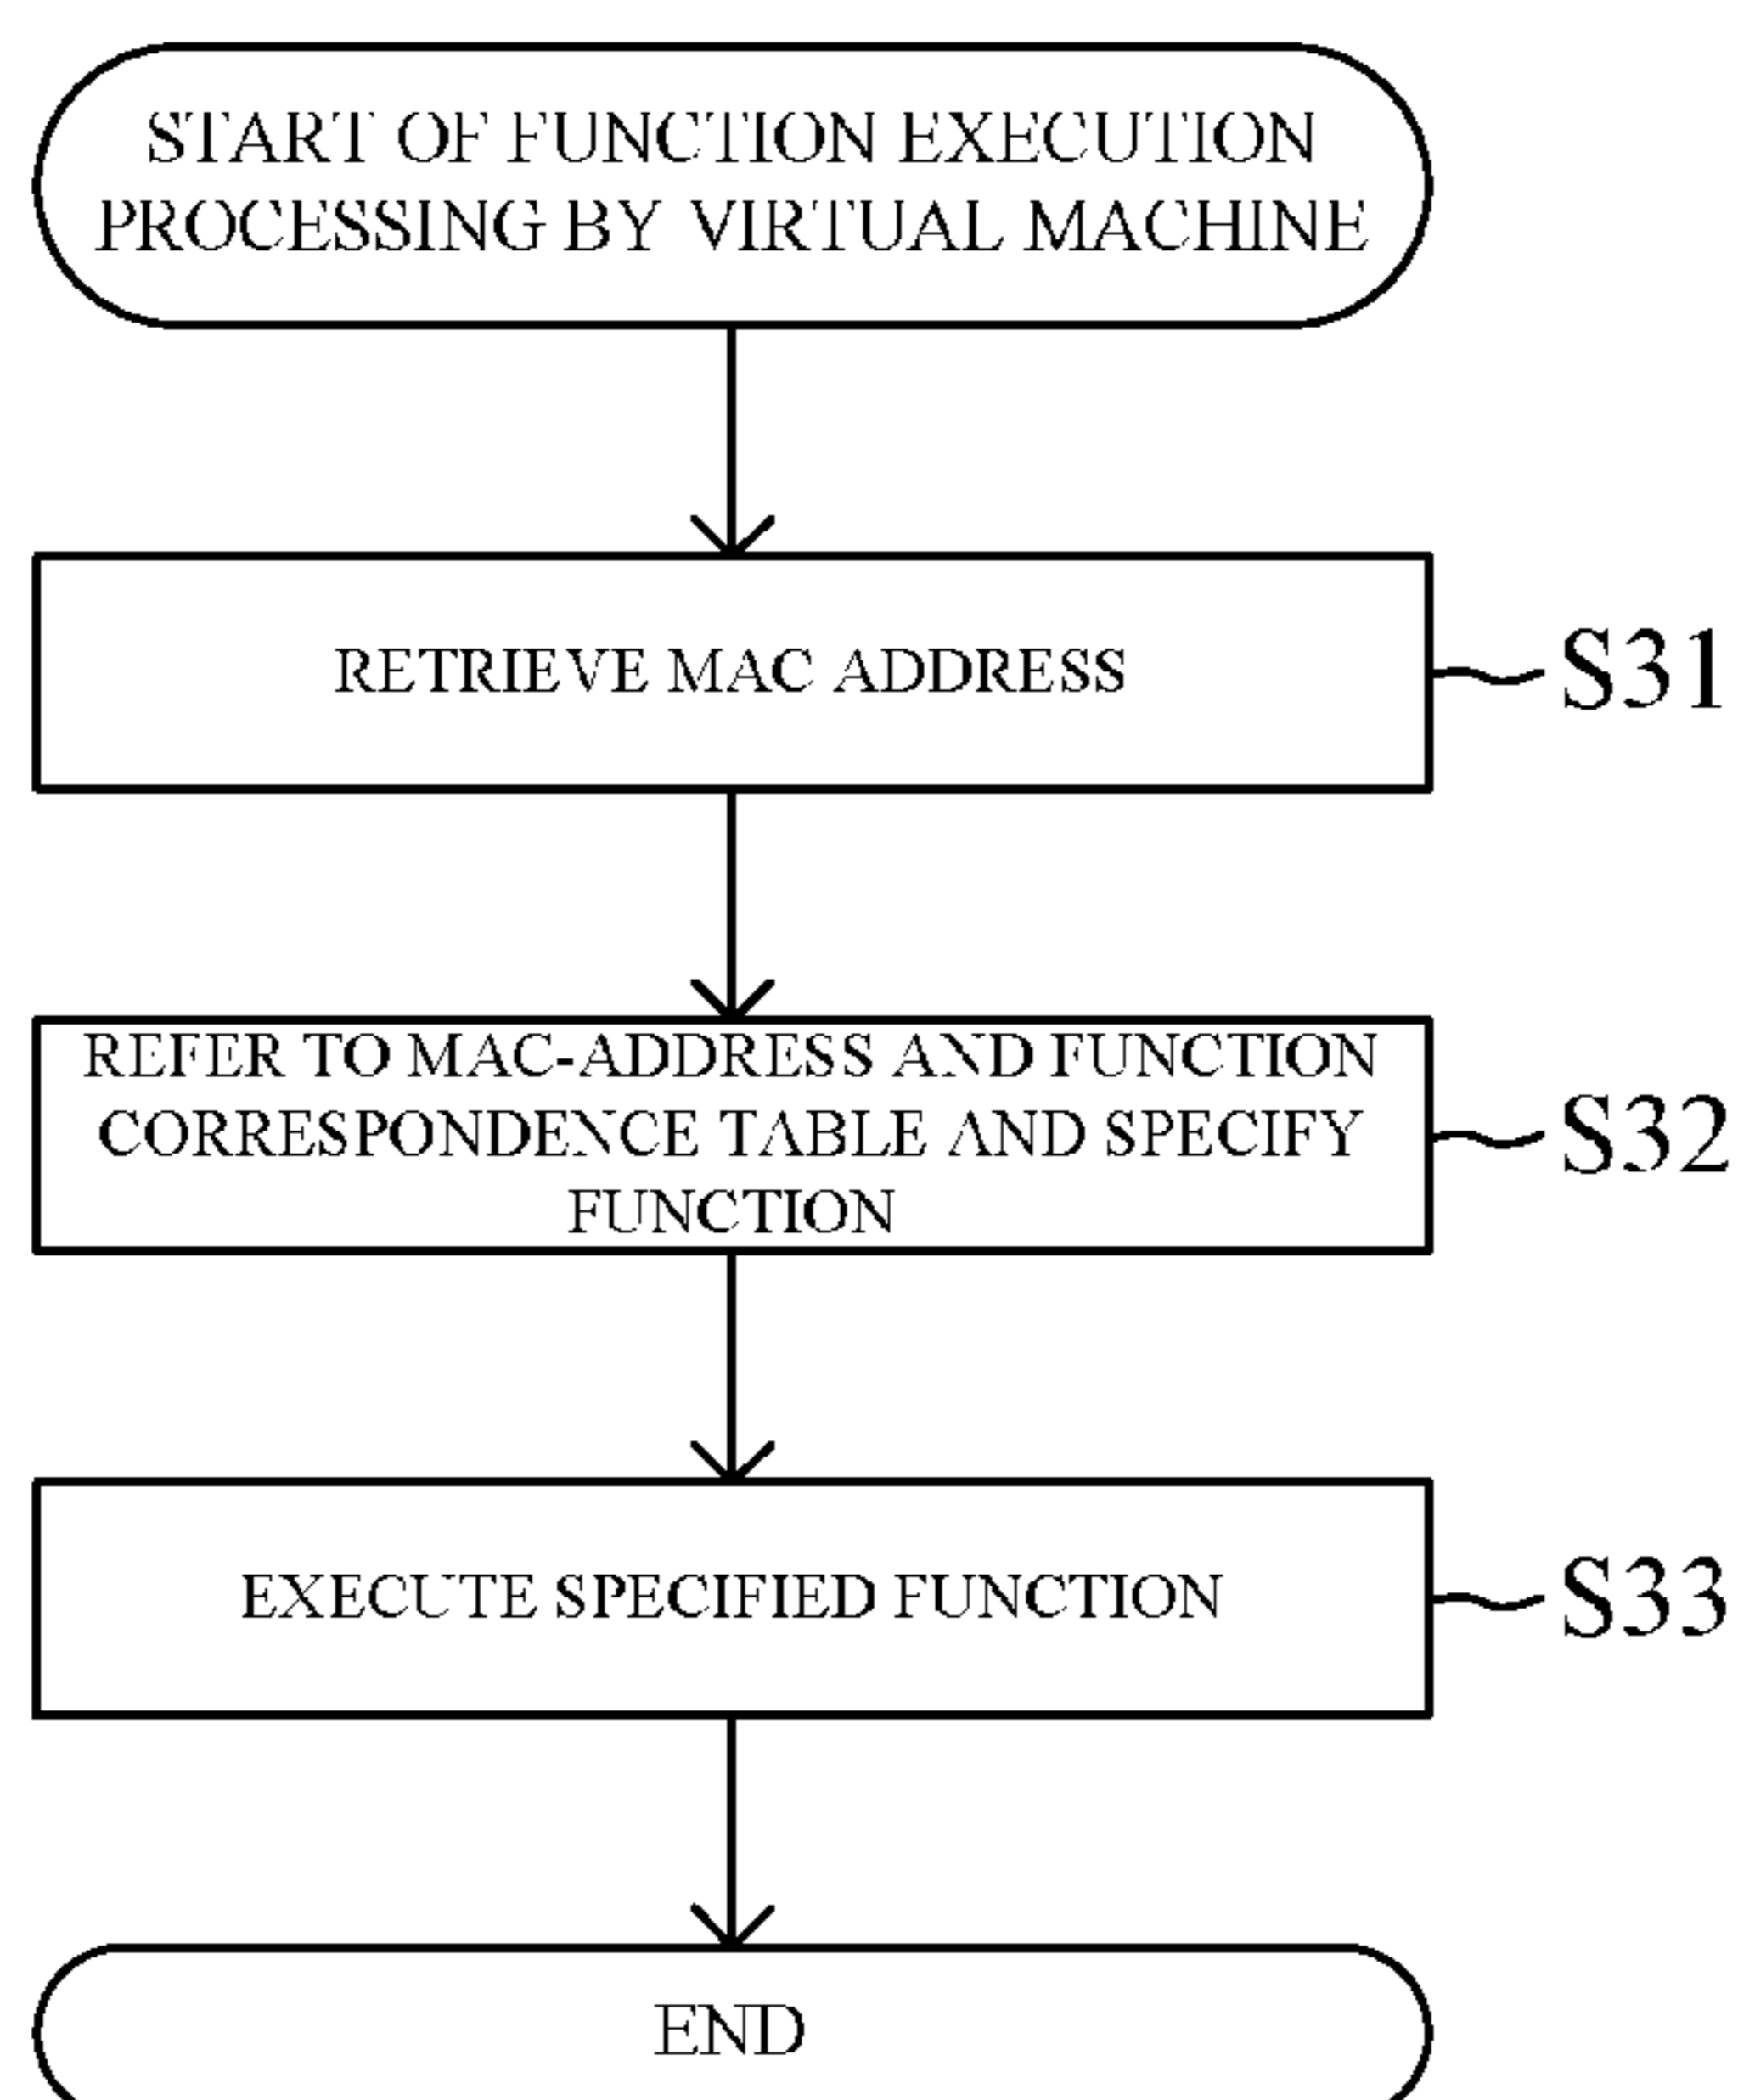 START OF FUNCTION EXECUTION
PROCESSING BY VIRTUAL MACHINE
RETRIEVE MAC ADDRESS
S31
REFER TO MAC-ADDRESS AND FUNCTION
CORRESPONDENCE TABLE AND SPECIFY
FUNCTION
S32
EXECUTE SPECIFIED FUNCTION
S33
END